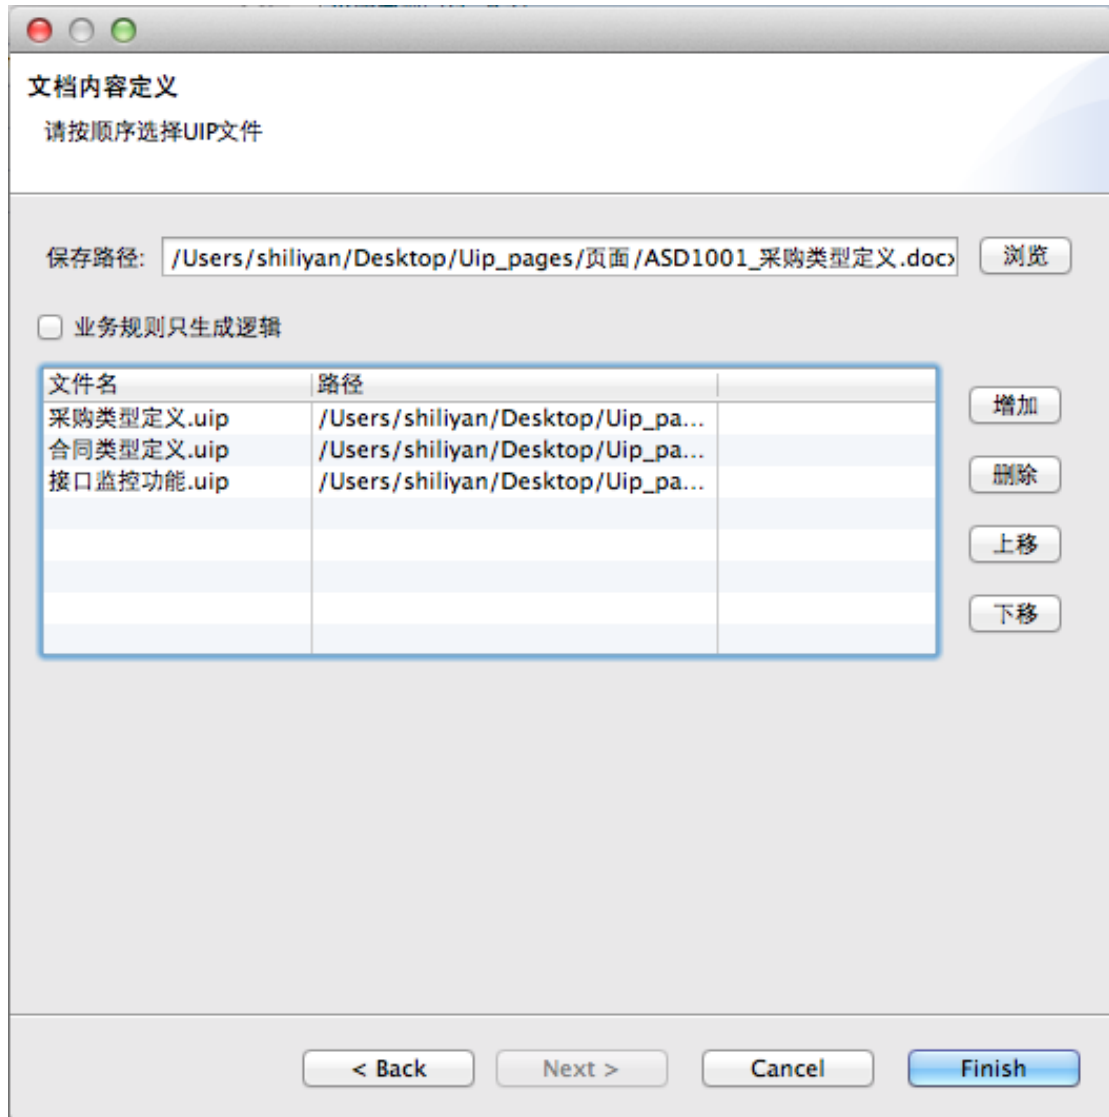 文档内容定义
请按顺序选择UIP文件
保存路径: /Users/shiliyan/Desktop/Uip_pages/页面/ASD1001_采购类型定义.docx 浏览
业务规则只生成逻辑
文件名 路径
采购类型定义.uip /Users/shiliyan/Desktop/Uip_pa...
合同类型定义.uip /Users/shiliyan/Desktop/Uip_pa...
接口监控功能.uip /Users/shiliyan/Desktop/Uip_pa...
增加
删除
上移
下移
< Back Next > Cancel Finish